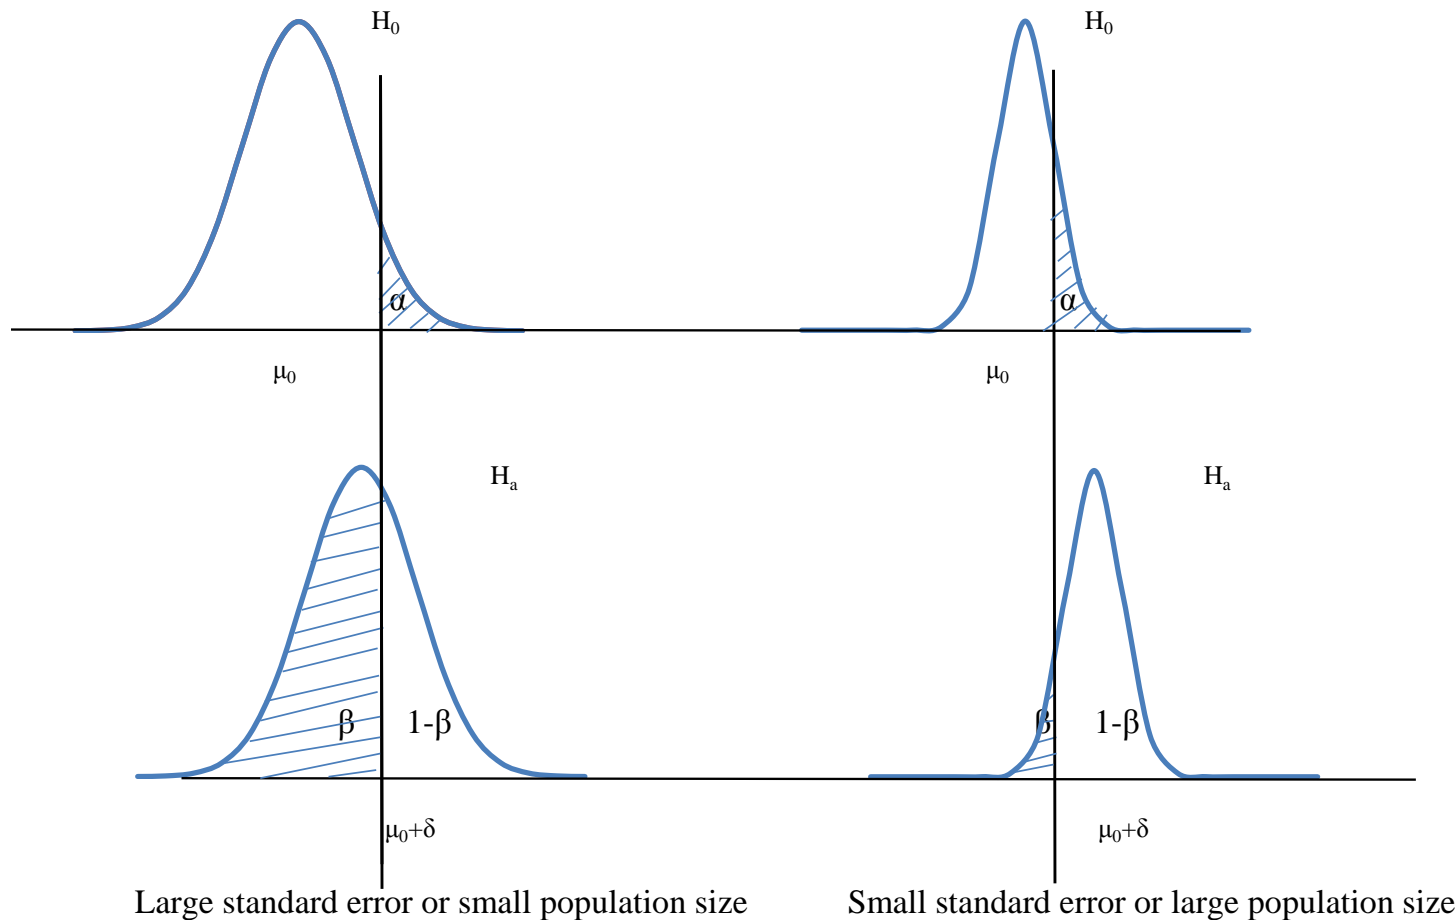 H₀
H₀
α
α
μ₀
μ₀
Hₐ
Hₐ
β 1-β
β 1-β
μ₀+δ
μ₀+δ
Large standard error or small population size
Small standard error or large population size